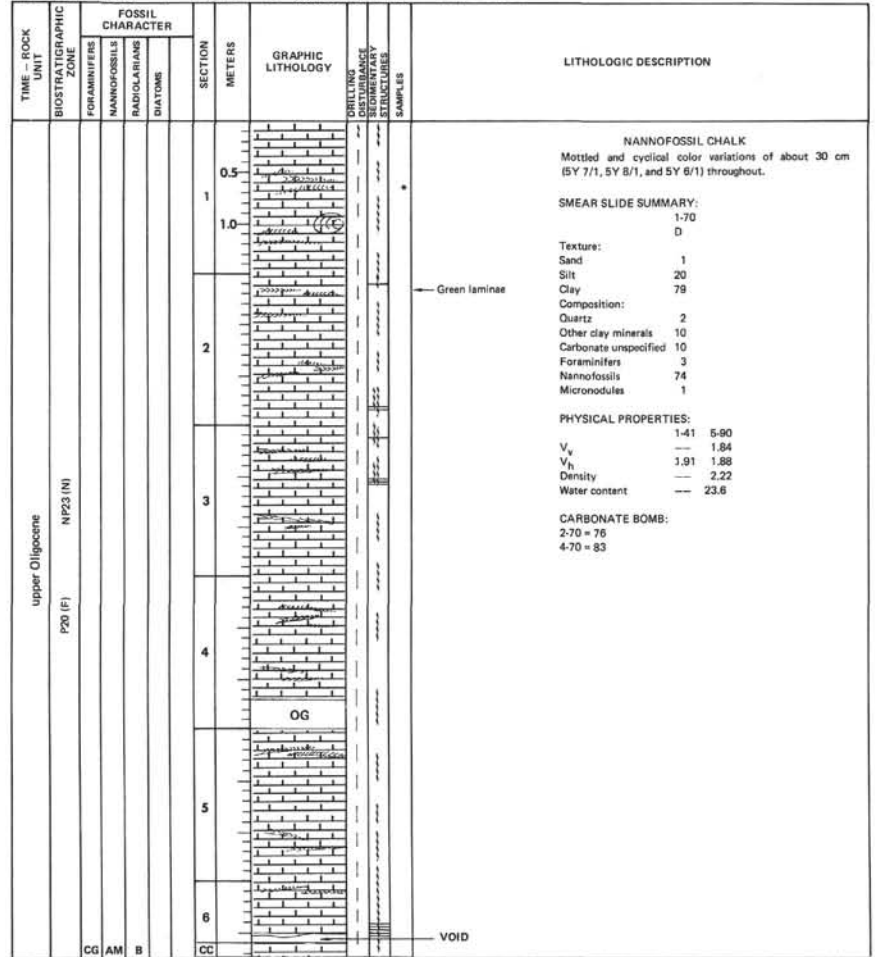 TIME – ROCK UNIT
BIOSTRATIGRAPHIC ZONE
FOSSIL CHARACTER
FORAMINIFERS
NANNOFOSSILS
RADIOLARIANS
DIATOMS
SECTION
METERS
GRAPHIC LITHOLOGY
DRILLING DISTURBANCE
SEDIMENTARY STRUCTURES
SAMPLES
LITHOLOGIC DESCRIPTION
upper Oligocene
P20 (F)
NP23 (N)
CG
AM
B
1
0.5
1.0
2
3
4
OG
5
6
CC
*
Green laminae
VOID
NANNOFOSSIL CHALK
Mottled and cyclical color variations of about 30 cm
(5Y 7/1, 5Y 8/1, and 5Y 6/1) throughout.
SMEAR SLIDE SUMMARY:
1-70
D
Texture:
Sand 1
Silt 20
Clay 79
Composition:
Quartz 2
Other clay minerals 10
Carbonate unspecified 10
Foraminifers 3
Nannofossils 74
Micronodules 1
PHYSICAL PROPERTIES:
1-41 5-90
Vv — 1.84
Vh 1.91 1.88
Density — 2.22
Water content — 23.6
CARBONATE BOMB:
2-70 = 76
4-70 = 83